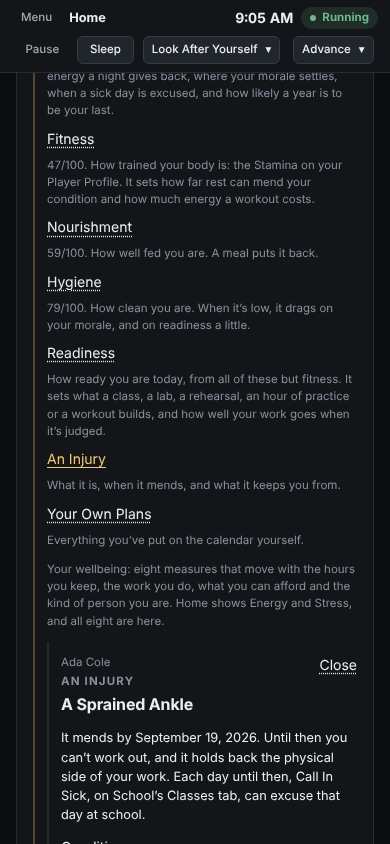 Menu Home 9:05 AM Running
Pause Sleep Look After Yourself ▾ Advance ▾
energy a night gives back, where your morale settles,
when a sick day is excused, and how likely a year is to
be your last.
Fitness
47/100. How trained your body is: the Stamina on your
Player Profile. It sets how far rest can mend your
condition and how much energy a workout costs.
Nourishment
59/100. How well fed you are. A meal puts it back.
Hygiene
79/100. How clean you are. When it’s low, it drags on
your morale, and on readiness a little.
Readiness
How ready you are today, from all of these but fitness. It
sets what a class, a lab, a rehearsal, an hour of practice
or a workout builds, and how well your work goes when
it’s judged.
An Injury
What it is, when it mends, and what it keeps you from.
Your Own Plans
Everything you’ve put on the calendar yourself.
Your wellbeing: eight measures that move with the hours
you keep, the work you do, what you can afford and the
kind of person you are. Home shows Energy and Stress,
and all eight are here.
Ada Cole
Close
AN INJURY
A Sprained Ankle
It mends by September 19, 2026. Until then you
can’t work out, and it holds back the physical
side of your work. Each day until then, Call In
Sick, on School’s Classes tab, can excuse that
day at school.